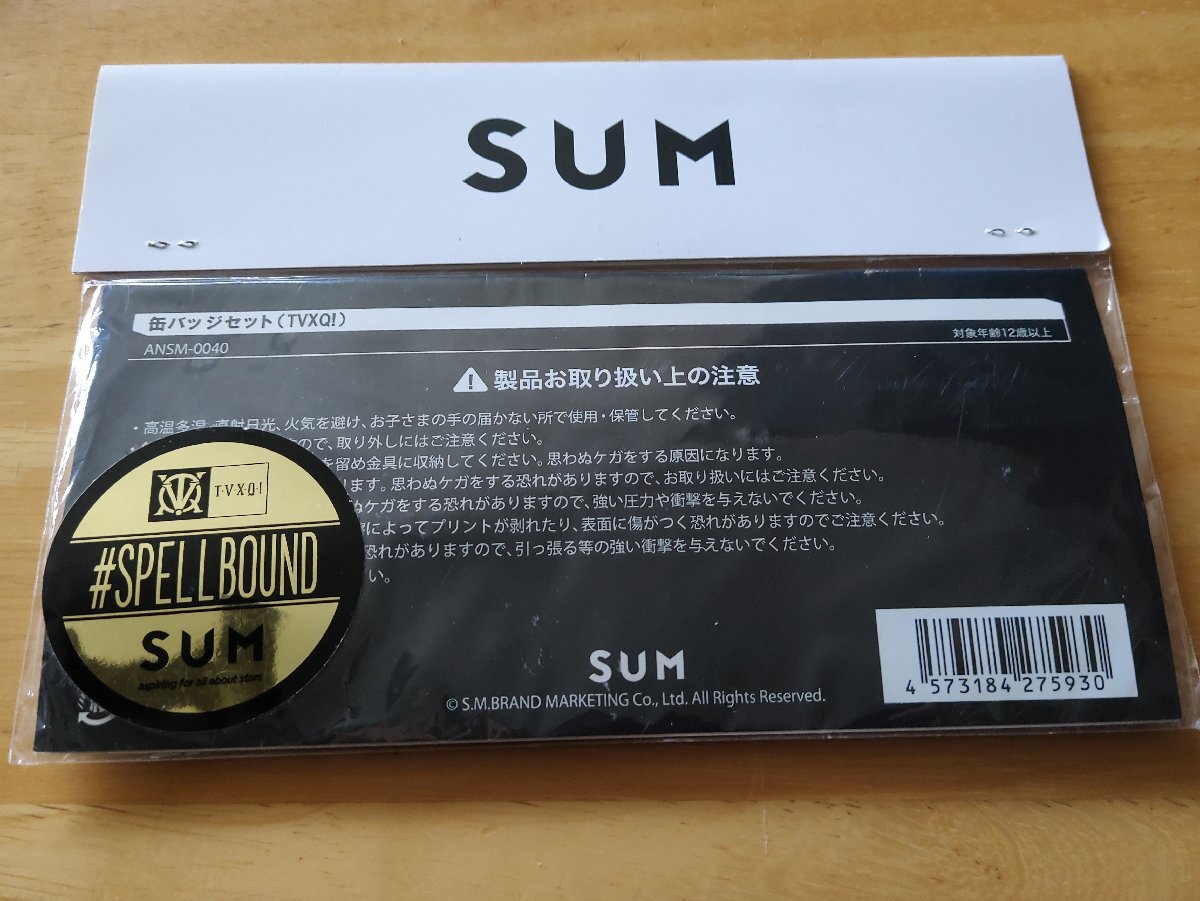 SUM
缶バッジセット(TVXQ!)
ANSM-0040
対象年齢12歳以上
製品お取り扱い上の注意
・高温多湿、直射日光、火気を避け、お子さまの手の届かない所で使用・保管してください。
ので、取り外しにはご注意ください。
を留め金具に収納してください。思わぬケガをする原因になります。
ります。思わぬケガをする恐れがありますので、お取り扱いにはご注意ください。
ぬケガをする恐れがありますので、強い圧力や衝撃を与えないでください。
によってプリントが剥れたり、表面に傷がつく恐れがありますのでご注意ください。
恐れがありますので、引っ張る等の強い衝撃を与えないでください。
い。
T·V·X·Q·!
#SPELLBOUND
SUM
aspiring for all about stars
SUM
© S.M.BRAND MARKETING Co., Ltd. All Rights Reserved.
4 573184 275930